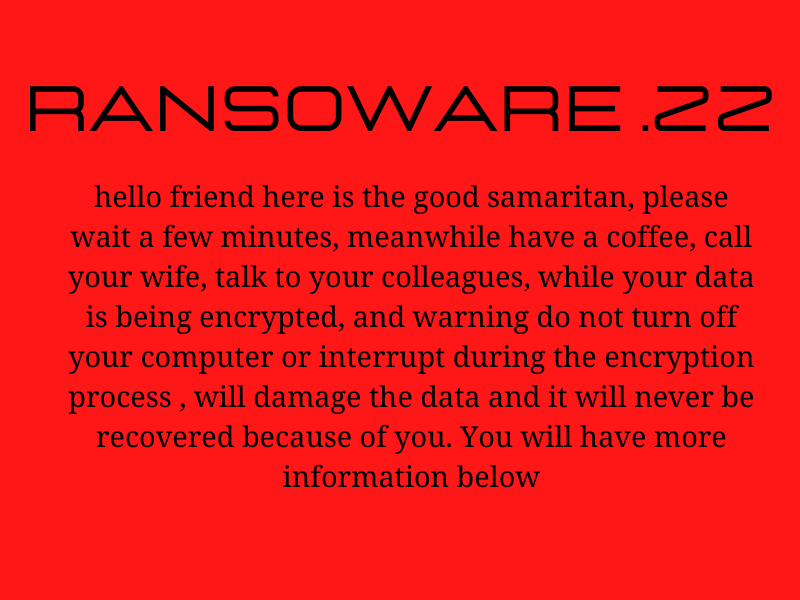 RANSOWARE .ZZ
hello friend here is the good samaritan, please
wait a few minutes, meanwhile have a coffee, call
your wife, talk to your colleagues, while your data
is being encrypted, and warning do not turn off
your computer or interrupt during the encryption
process , will damage the data and it will never be
recovered because of you. You will have more
information below